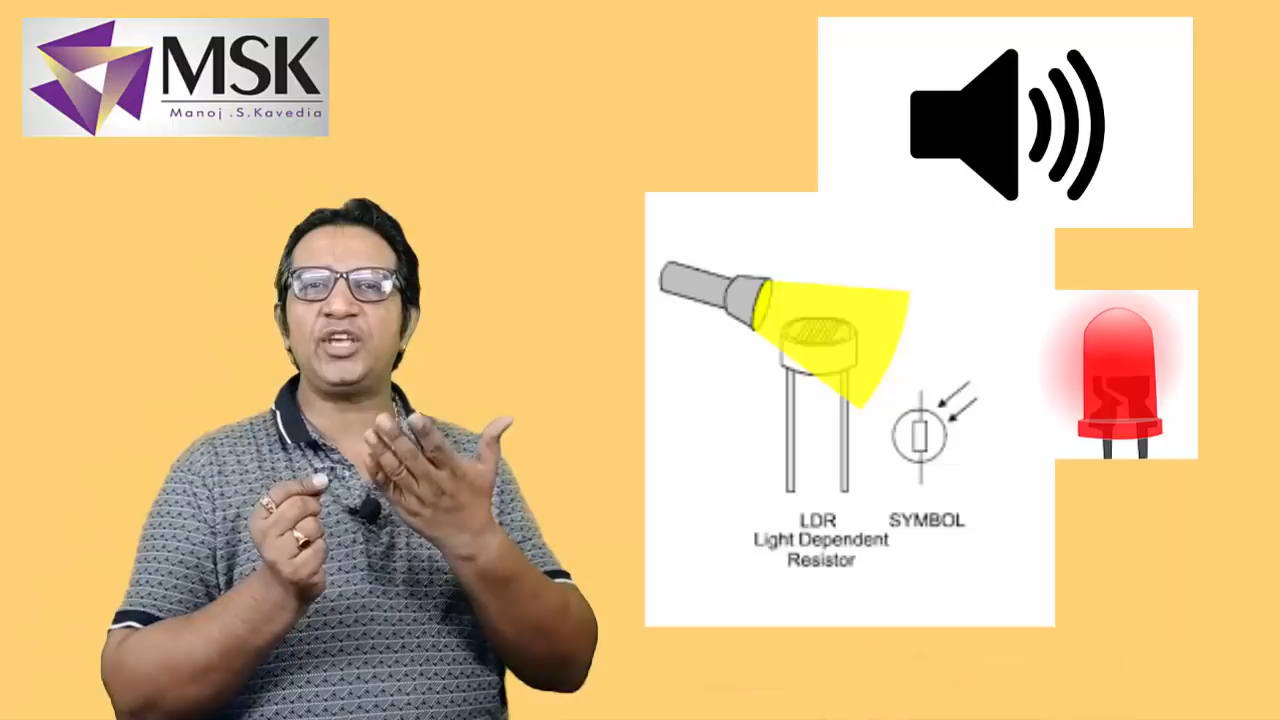 MSK
Manoj .S.Kavedia
LDR
Light Dependent
Resistor
SYMBOL